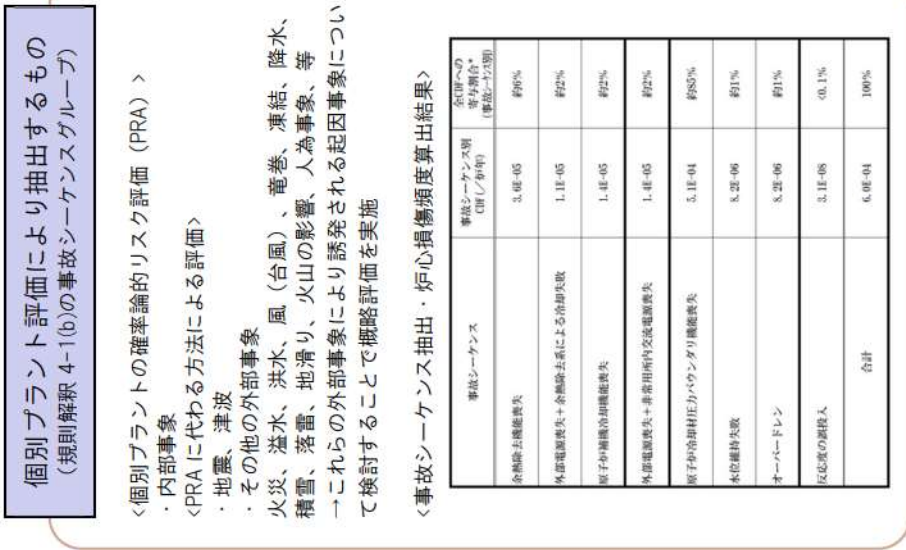 個別プラント評価により抽出するもの
(規則解釈 4-1(b)の事故シーケンスグループ)
<個別プラントの確率論的リスク評価 (PRA) >
・内部事象
<PRA に代わる方法による評価>
・地震、津波
・その他の外部事象
火災、溢水、洪水、風(台風)、竜巻、凍結、降水、
積雪、落雷、地滑り、火山の影響、人為事象、等
→これらの外部事象により誘発される起因事象につい
て検討することで概略評価を実施
<事故シーケンス抽出・炉心損傷頻度算出結果>
事故シーケンス 事故シーケンス別CDF(/炉年) 全CDFへの寄与割合*(事故シーケンス別)
余熱除去機能喪失 3.6E-05 約6%
外部電源喪失+余熱除去系による冷却失敗 1.1E-05 約2%
原子炉補機冷却機能喪失 1.4E-05 約2%
外部電源喪失+非常用所内交流電源喪失 1.4E-05 約2%
原子炉冷却材圧力バウンダリ機能喪失 5.1E-04 約85%
水位維持失敗 8.2E-06 約1%
オーバードレン 8.2E-06 約1%
反応度の誤投入 3.1E-08 <0.1%
合計 6.0E-04 100%